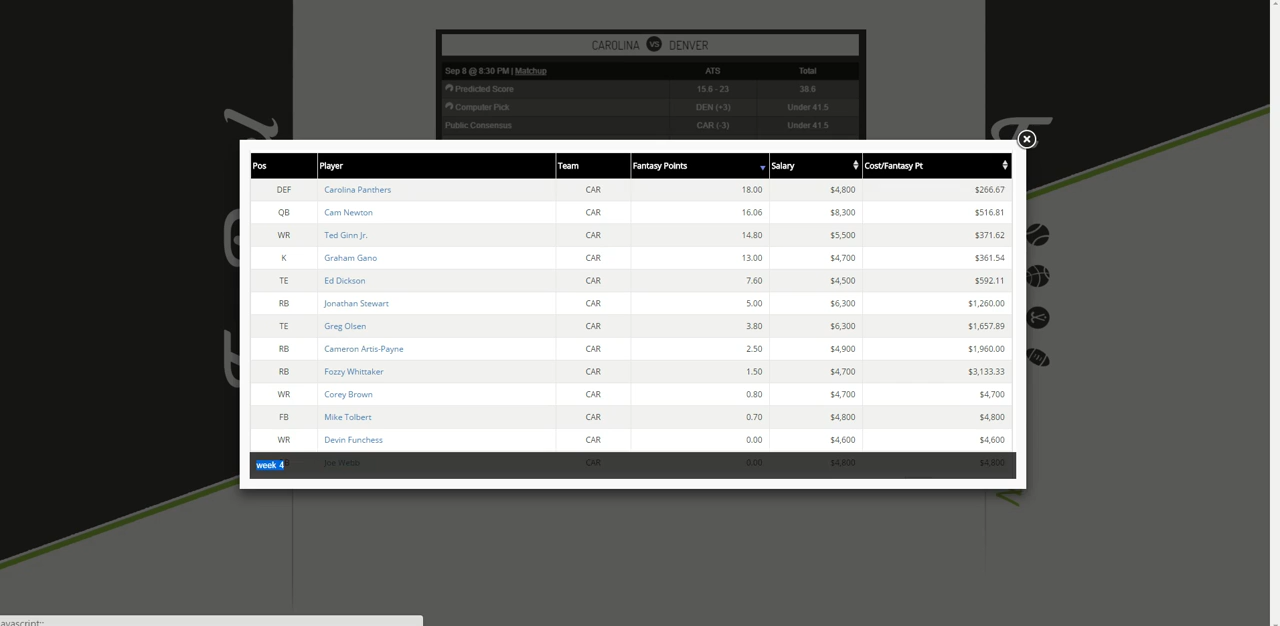 CAROLINA VS DENVER
Sep 8 @ 8:30 PM | Matchup ATS Total
Predicted Score 15.6 - 23 38.6
Computer Pick DEN (+3) Under 41.5
Public Consensus CAR (-3) Under 41.5
Pos Player Team Fantasy Points Salary Cost/Fantasy Pt
DEF Carolina Panthers CAR 18.00 $4,800 $266.67
QB Cam Newton CAR 16.06 $8,300 $516.81
WR Ted Ginn Jr. CAR 14.80 $5,500 $371.62
K Graham Gano CAR 13.00 $4,700 $361.54
TE Ed Dickson CAR 7.60 $4,500 $592.11
RB Jonathan Stewart CAR 5.00 $6,300 $1,260.00
TE Greg Olsen CAR 3.80 $6,300 $1,657.89
RB Cameron Artis-Payne CAR 2.50 $4,900 $1,960.00
RB Fozzy Whittaker CAR 1.50 $4,700 $3,133.33
WR Corey Brown CAR 0.80 $4,700 $4,700
FB Mike Tolbert CAR 0.70 $4,800 $4,800
WR Devin Funchess CAR 0.00 $4,600 $4,600
week 4 Joe Webb CAR 0.00 $4,800 $4,800
avascript:;